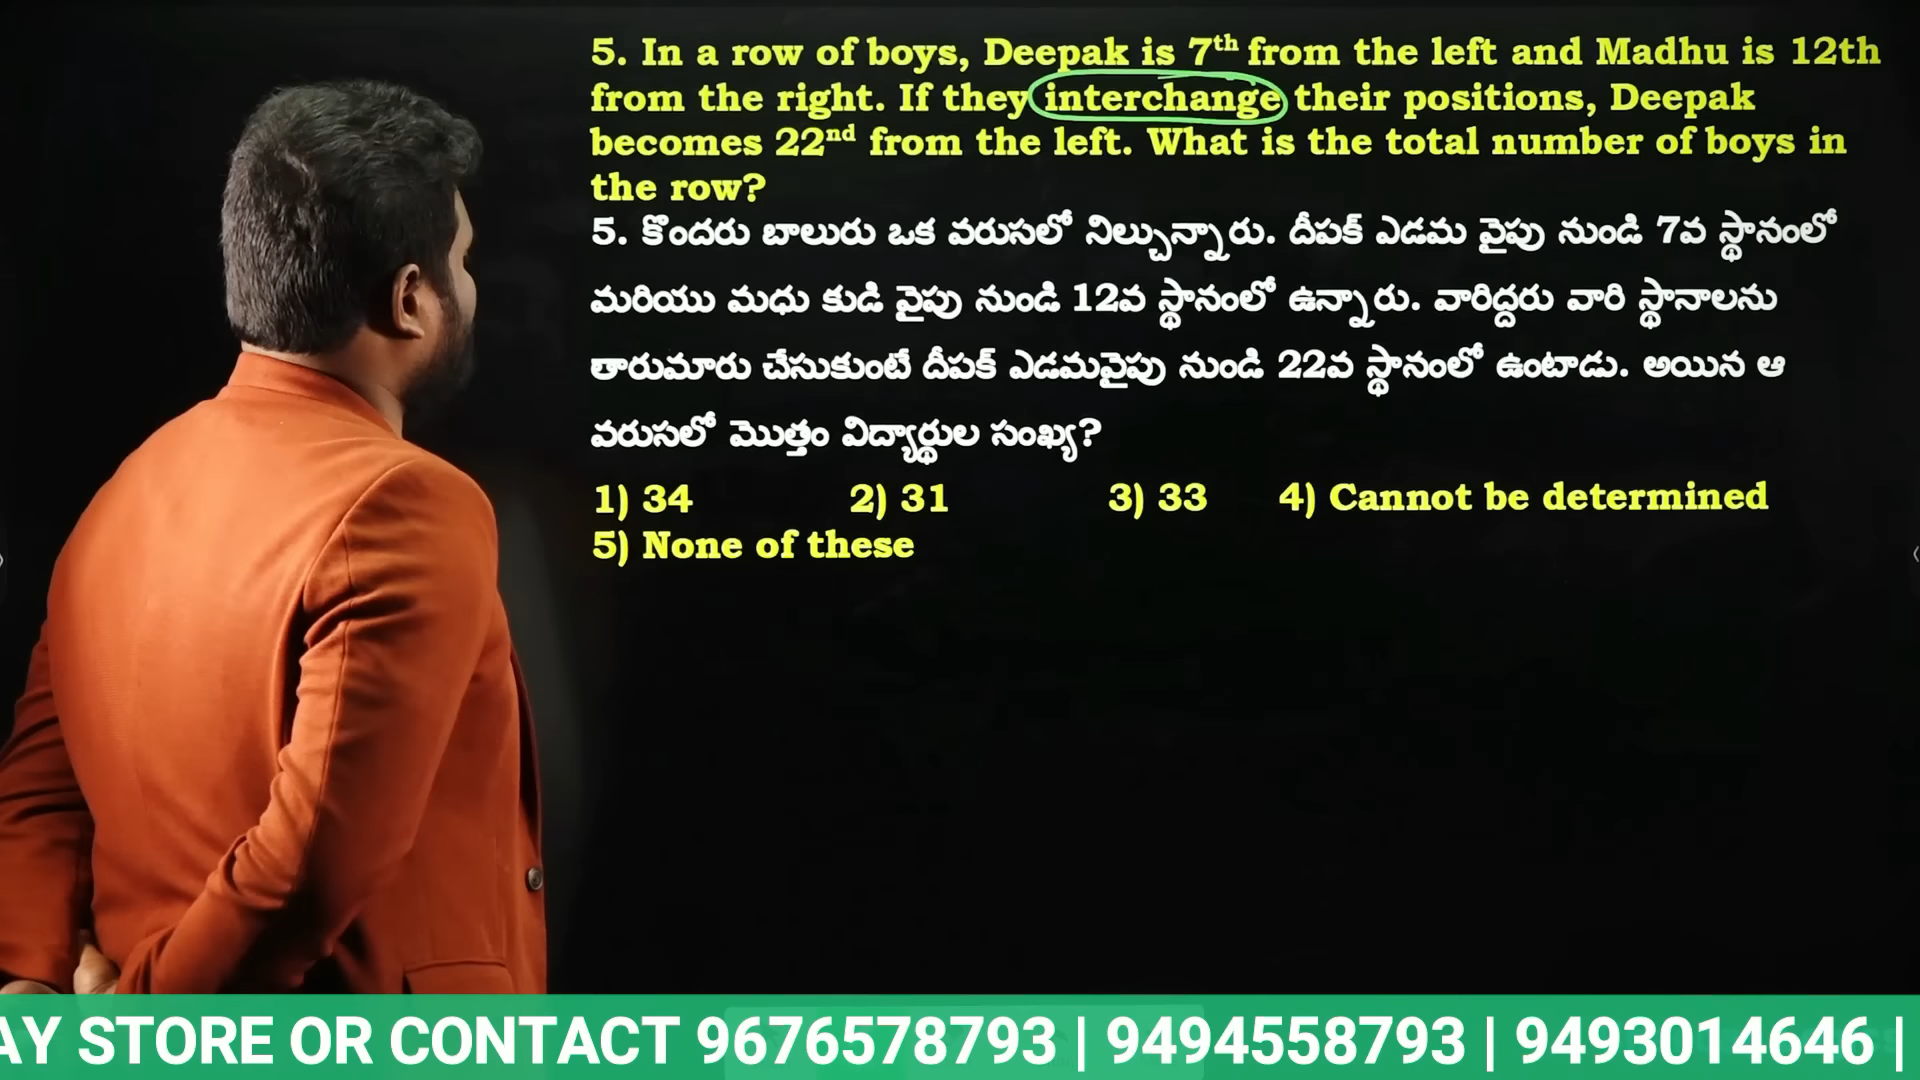 5. In a row of boys, Deepak is 7th from the left and Madhu is 12th
from the right. If they interchange their positions, Deepak
becomes 22nd from the left. What is the total number of boys in
the row?
5. కొందరు బాలురు ఒక వరుసలో నిల్చున్నారు. దీపక్ ఎడమ వైపు నుండి 7వ స్థానంలో
మరియు మధు కుడి వైపు నుండి 12వ స్థానంలో ఉన్నారు. వారిద్దరు వారి స్థానాలను
తారుమారు చేసుకుంటే దీపక్ ఎడమవైపు నుండి 22వ స్థానంలో ఉంటాడు. అయిన ఆ
వరుసలో మొత్తం విద్యార్థుల సంఖ్య?
1) 34 2) 31 3) 33 4) Cannot be determined
5) None of these
AY STORE OR CONTACT 9676578793 | 9494558793 | 9493014646 |